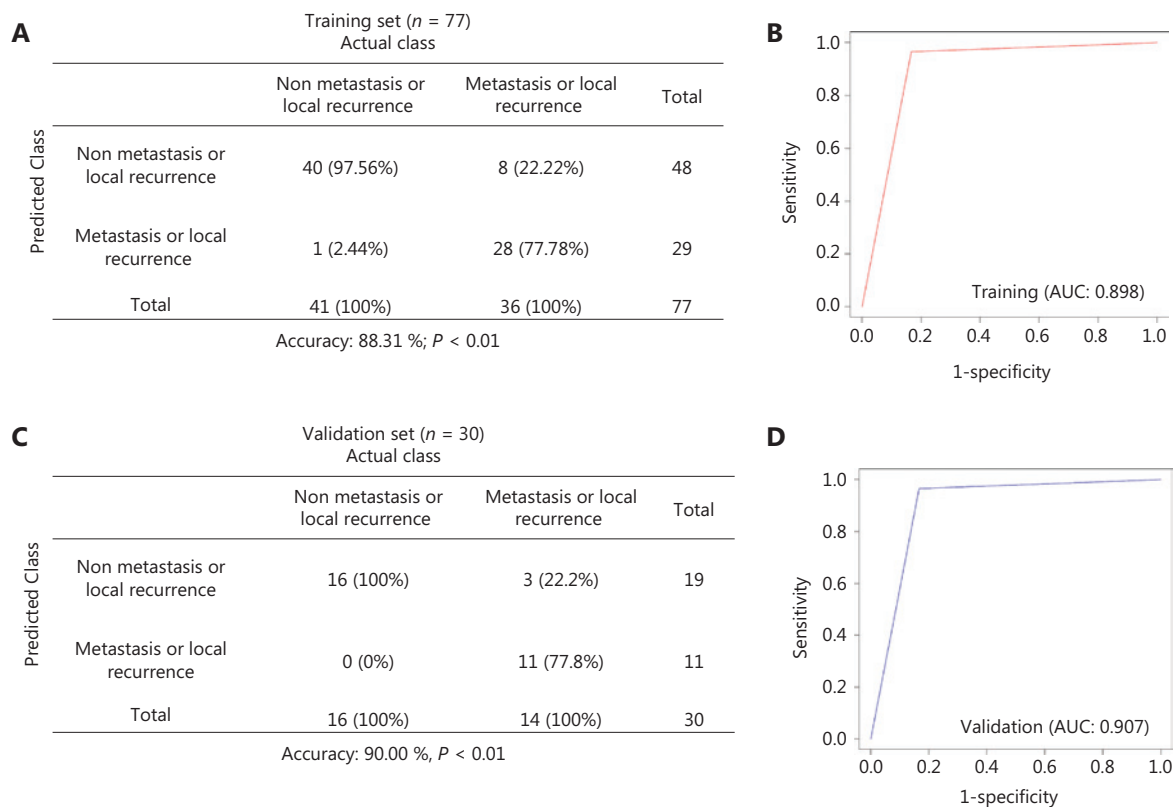 A
Training set (n = 77)
Actual class
Predicted Class
Non metastasis or
local recurrence
Metastasis or local
recurrence
Total
Non metastasis or
local recurrence
40 (97.56%)
8 (22.22%)
48
Metastasis or local
recurrence
1 (2.44%)
28 (77.78%)
29
Total
41 (100%)
36 (100%)
77
Accuracy: 88.31 %; P < 0.01
B
Sensitivity
1.0
0.8
0.6
0.4
0.2
0.0
Training (AUC: 0.898)
0.0 0.2 0.4 0.6 0.8 1.0
1-specificity
C
Validation set (n = 30)
Actual class
Predicted Class
Non metastasis or
local recurrence
Metastasis or local
recurrence
Total
Non metastasis or
local recurrence
16 (100%)
3 (22.2%)
19
Metastasis or local
recurrence
0 (0%)
11 (77.8%)
11
Total
16 (100%)
14 (100%)
30
Accuracy: 90.00 %, P < 0.01
D
Sensitivity
1.0
0.8
0.6
0.4
0.2
0.0
Validation (AUC: 0.907)
0.0 0.2 0.4 0.6 0.8 1.0
1-specificity